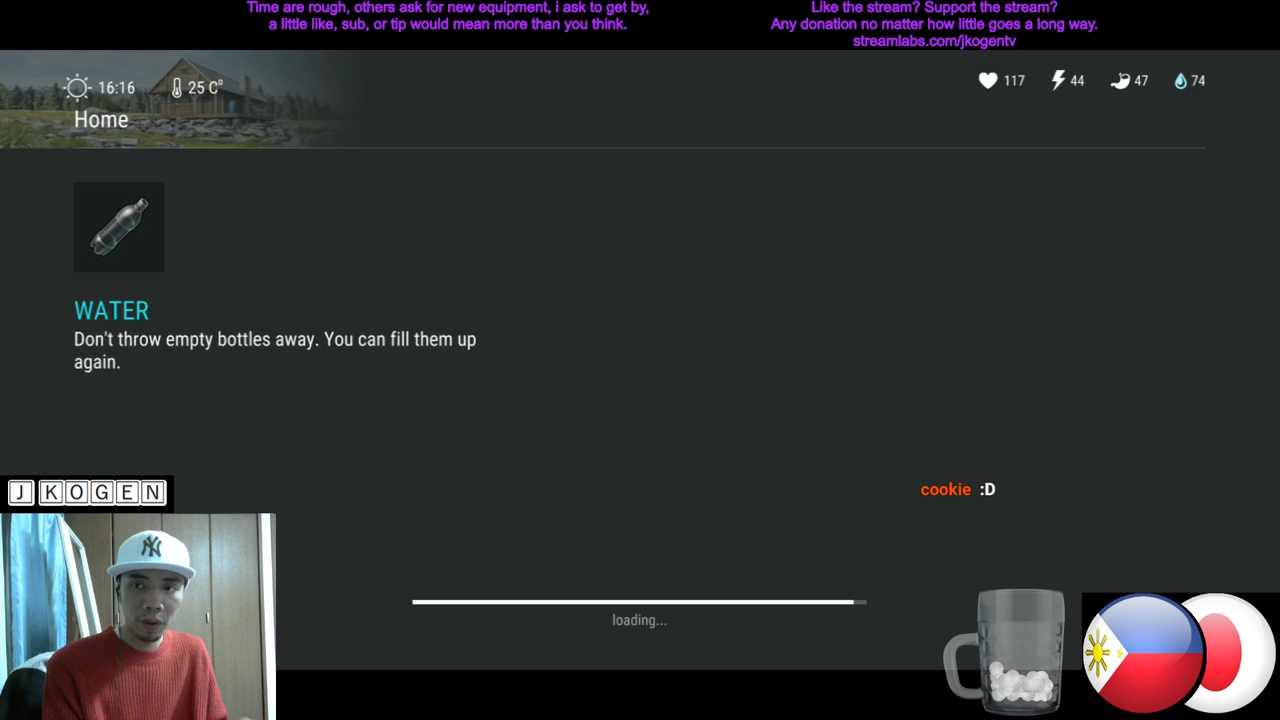 Time are rough, others ask for new equipment, i ask to get by,
a little like, sub, or tip would mean more than you think.
Like the stream? Support the stream?
Any donation no matter how little goes a long way.
streamlabs.com/jkogentv
16:16
25 C°
117
44
47
74
Home
WATER
Don't throw empty bottles away. You can fill them up
again.
J KOGEN
cookie :D
NY
loading...